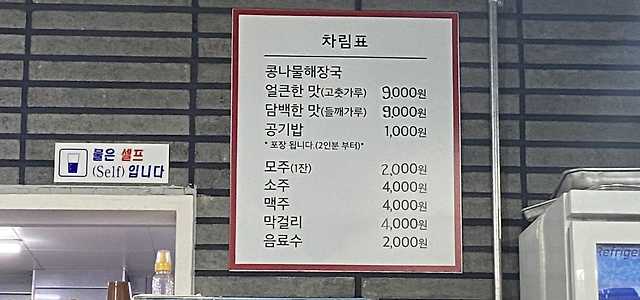 차림표
콩나물해장국
얼큰한 맛(고춧가루) 9,000원
담백한 맛(들깨가루) 9,000원
공기밥 1,000원
* 포장 됩니다.(2인분 부터)*
모주(1잔) 2,000원
소주 4,000원
맥주 4,000원
막걸리 4,000원
음료수 2,000원
물은 셀프
(Self) 입니다